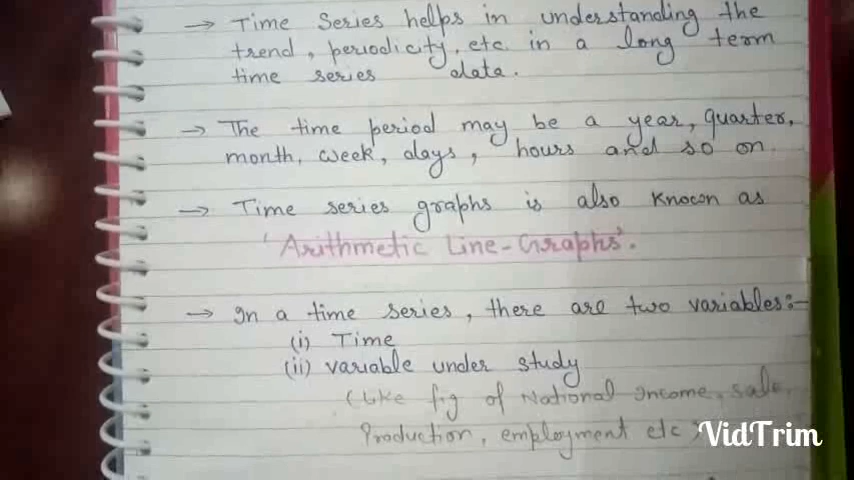 → Time Series helps in understanding the
trend, periodicity, etc in a long term
time series data.
→ The time period may be a year, quarter,
month, week, days, hours and so on.
→ Time series graphs is also known as
'Arithmetic Line-Graphs'.
→ In a time series, there are two variables:-
(i) Time
(ii) variable under study
(Like fig of National Income, sale,
Production, employment etc)
VidTrim